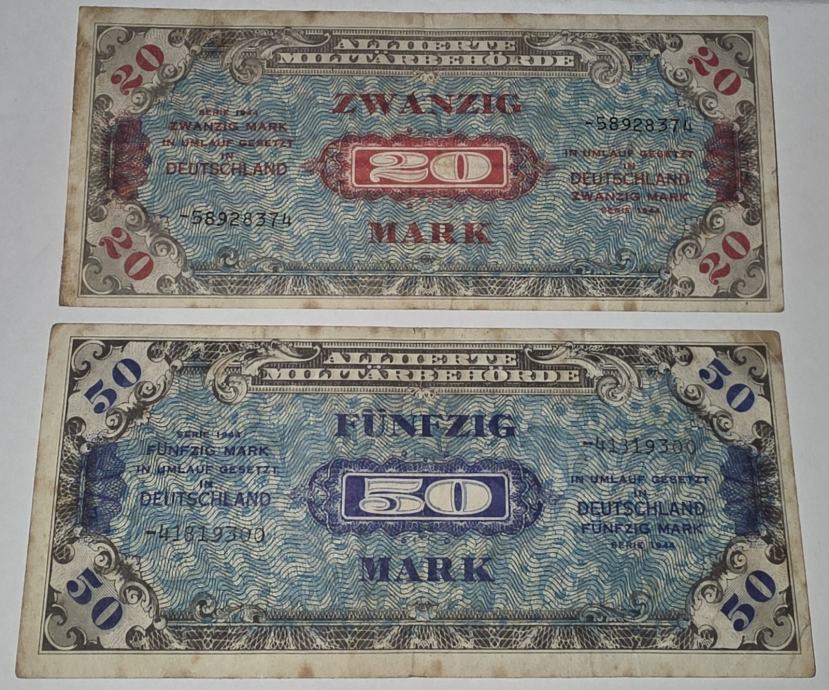 20
ALLIIERTE
MILITÄRBEHÖRDE
20
ZWANZIG
SERIE 1944
ZWANZIG MARK
IN UMLAUF GESETZT
IN
DEUTSCHLAND
-58928374
20
-58928374
IN UMLAUF GESETZT
IN
DEUTSCHLAND
ZWANZIG MARK
SERIE 1944
MARK
20
20
50
ALLIIERTE
MILITÄRBEHÖRDE
50
FÜNFZIG
SERIE 1944
FÜNFZIG MARK
IN UMLAUF GESETZT
IN
DEUTSCHLAND
-41819300
50
-41819300
IN UMLAUF GESETZT
IN
DEUTSCHLAND
FÜNFZIG MARK
SERIE 1944
MARK
50
50